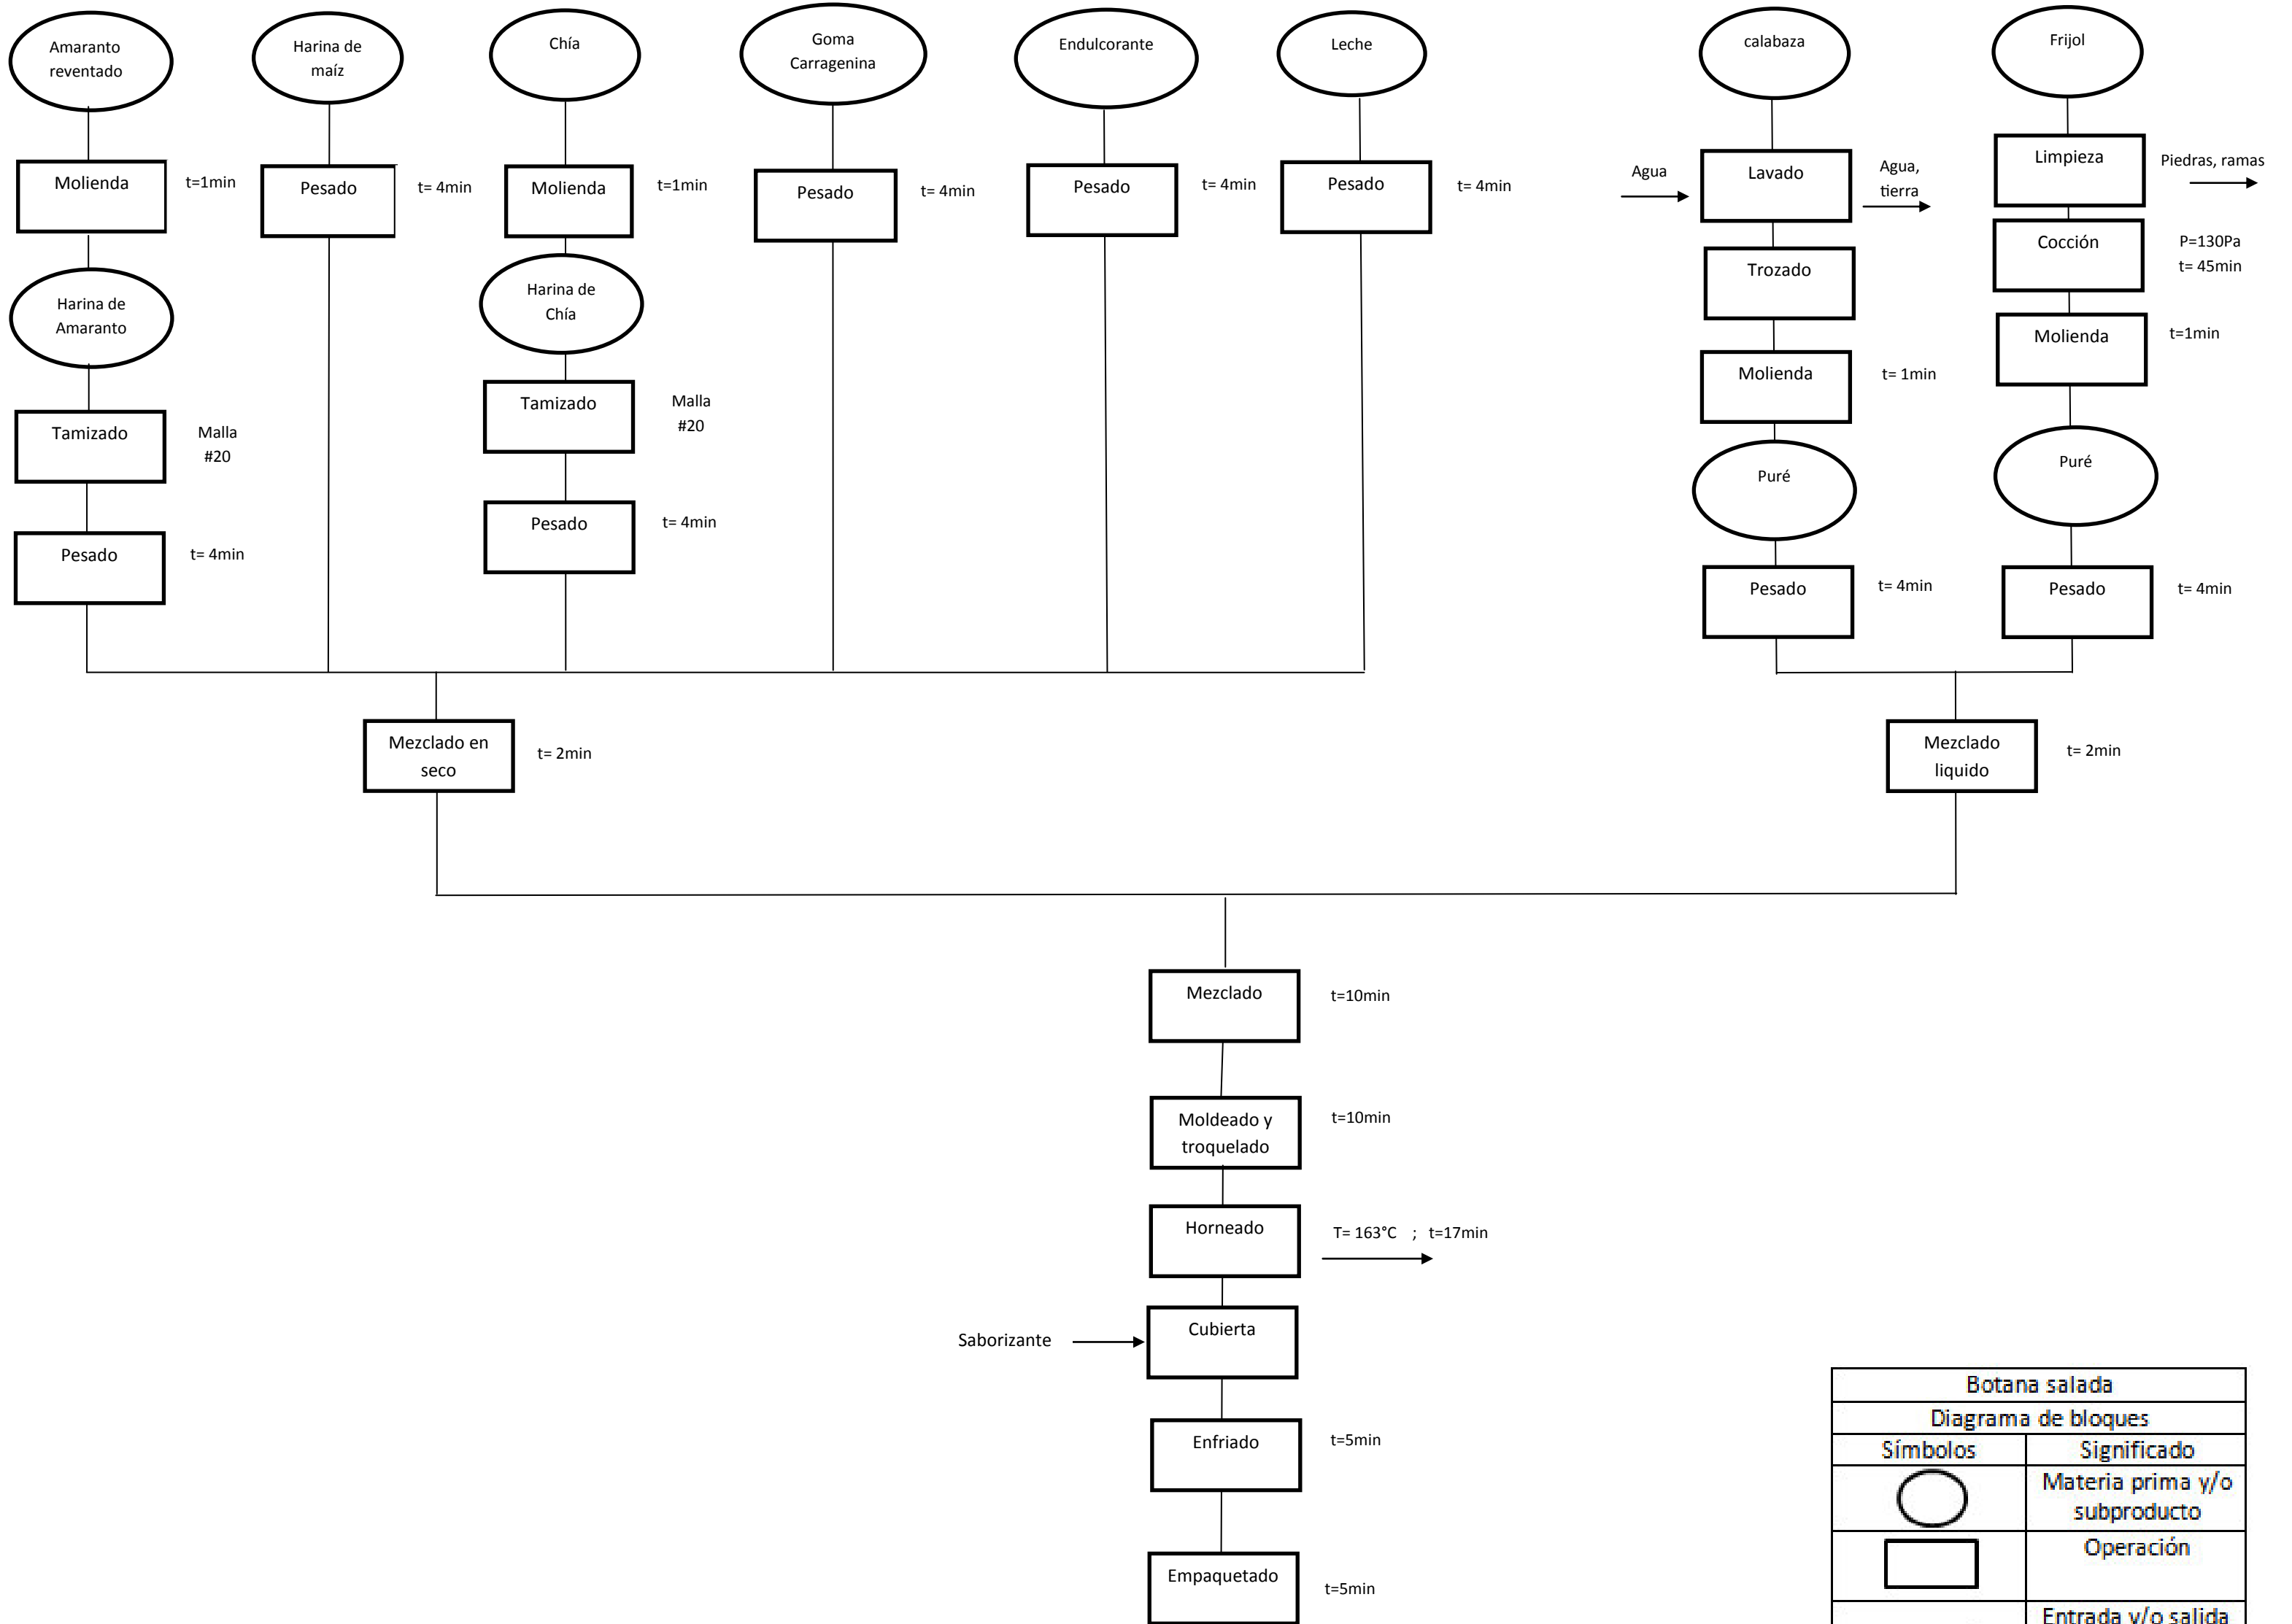 Amaranto
reventado
Harina de
maíz
Chía
Goma
Carragenina
Endulcorante
Leche
calabaza
Frijol
Molienda
t=1min
Pesado
t= 4min
Molienda
t=1min
Pesado
t= 4min
Pesado
t= 4min
Pesado
t= 4min
Agua
Lavado
Agua,
tierra
Limpieza
Piedras, ramas
Trozado
Cocción
P=130Pa
t= 45min
Harina de
Amaranto
Harina de
Chía
Molienda
t= 1min
Molienda
t=1min
Tamizado
Malla
#20
Tamizado
Malla
#20
Puré
Puré
Pesado
t= 4min
Pesado
t= 4min
Pesado
t= 4min
Pesado
t= 4min
Mezclado en
seco
t= 2min
Mezclado
liquido
t= 2min
Mezclado
t=10min
Moldeado y
troquelado
t=10min
Horneado
T= 163°C ; t=17min
Saborizante
Cubierta
Enfriado
t=5min
Empaquetado
t=5min
Botana salada
Diagrama de bloques
Símbolos
Significado
Materia prima y/o
subproducto
Operación
Entrada y/o salida